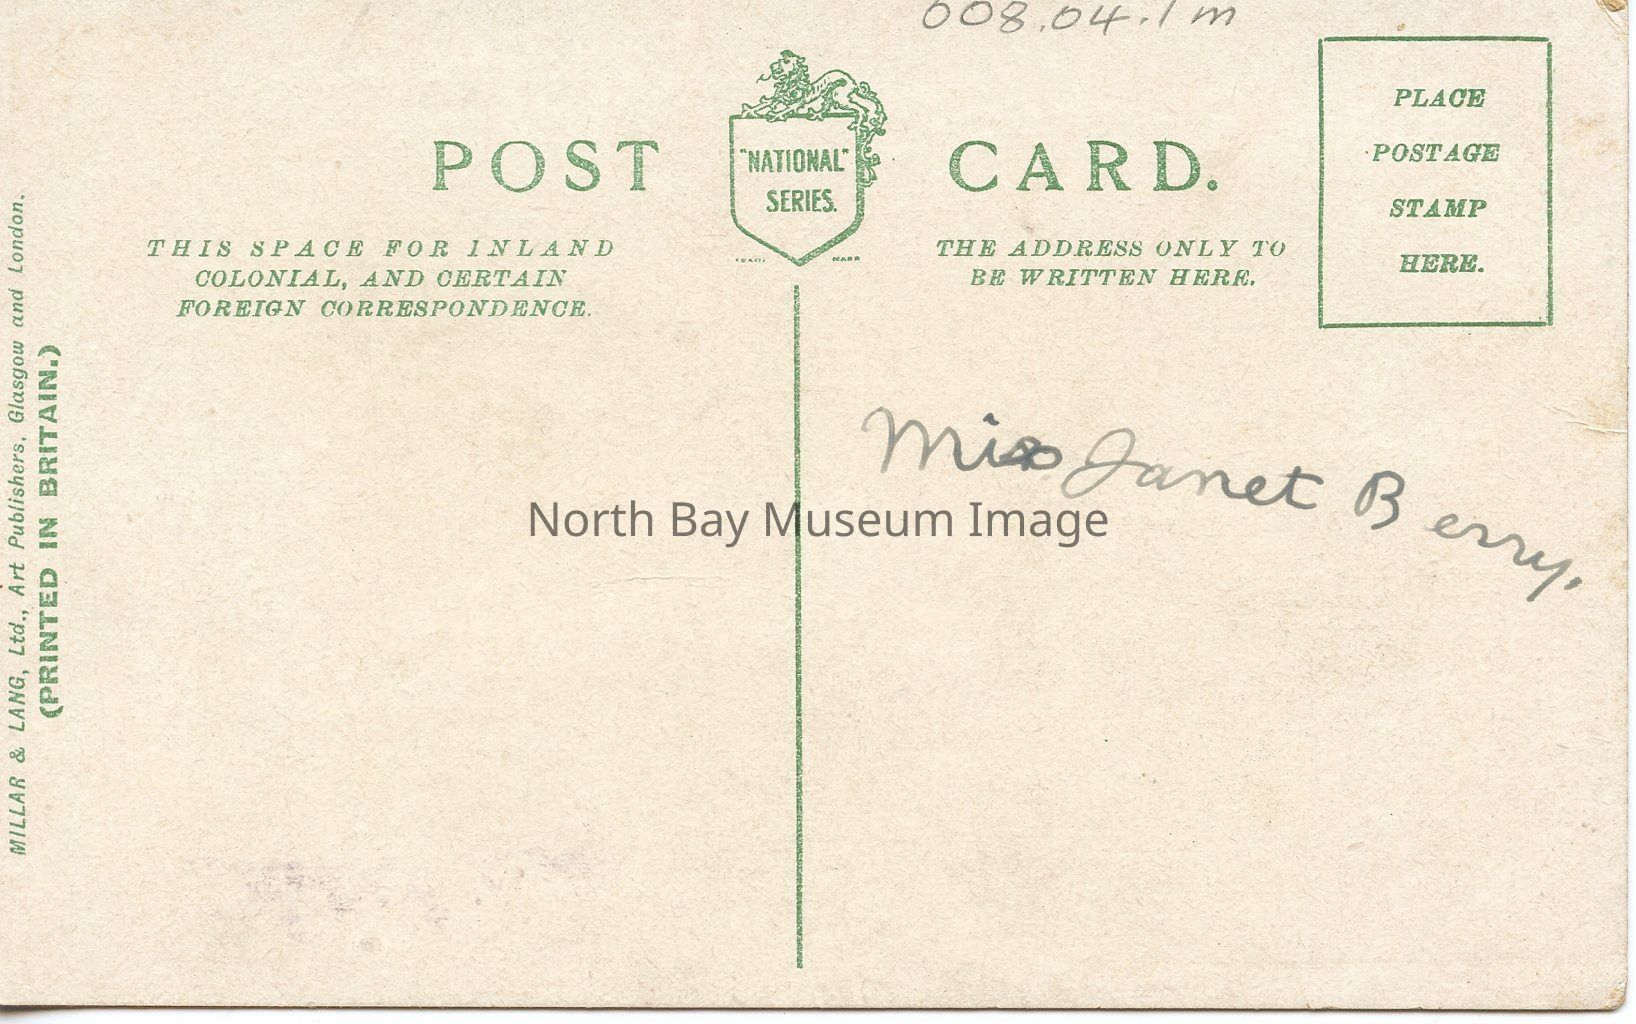 008.04.1m
POST CARD.
"NATIONAL"
SERIES.
TRADE MARK
THIS SPACE FOR INLAND
COLONIAL, AND CERTAIN
FOREIGN CORRESPONDENCE.
THE ADDRESS ONLY TO
BE WRITTEN HERE.
PLACE
POSTAGE
STAMP
HERE.
Miss Janet Berry.
North Bay Museum Image
MILLAR & LANG, Ltd., Art Publishers, Glasgow and London.
(PRINTED IN BRITAIN.)